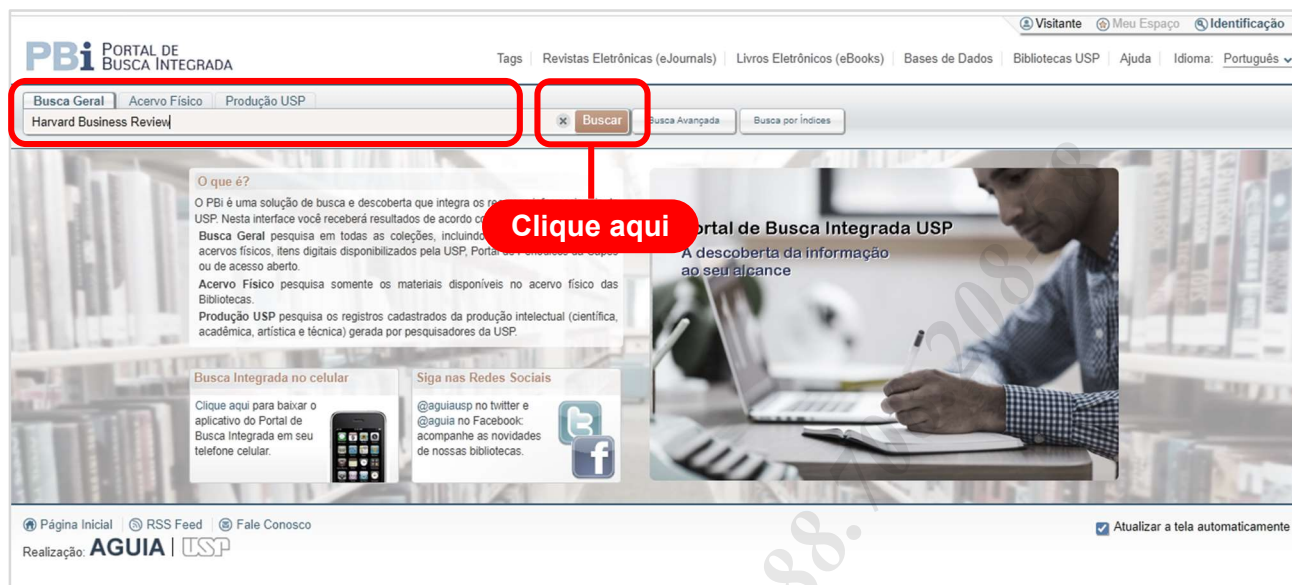 Visitante Meu Espaço Identificação
PBi PORTAL DE BUSCA INTEGRADA
Tags Revistas Eletrônicas (eJournals) Livros Eletrônicos (eBooks) Bases de Dados Bibliotecas USP Ajuda Idioma: Português
Busca Geral Acervo Físico Produção USP
Harvard Business Review
Buscar Busca Avançada Busca por Índices
Clique aqui
O que é?
O PBi é uma solução de busca e descoberta que integra os
USP. Nesta interface você receberá resultados de acordo
Busca Geral pesquisa em todas as coleções, incluindo
acervos físicos, itens digitais disponibilizados pela USP, Portal
ou de acesso aberto.
Acervo Físico pesquisa somente os materiais disponíveis no acervo físico das
Bibliotecas.
Produção USP pesquisa os registros cadastrados da produção intelectual (científica,
acadêmica, artística e técnica) gerada por pesquisadores da USP.
Portal de Busca Integrada USP
A descoberta da informação
ao seu alcance
Busca Integrada no celular
Clique aqui para baixar o
aplicativo do Portal de
Busca Integrada em seu
telefone celular.
Siga nas Redes Sociais
@aguiausp no twitter e
@aguia no Facebook:
acompanhe as novidades
de nossas bibliotecas.
Página Inicial RSS Feed Fale Conosco
Atualizar a tela automaticamente
Realização: AGUIA | USP